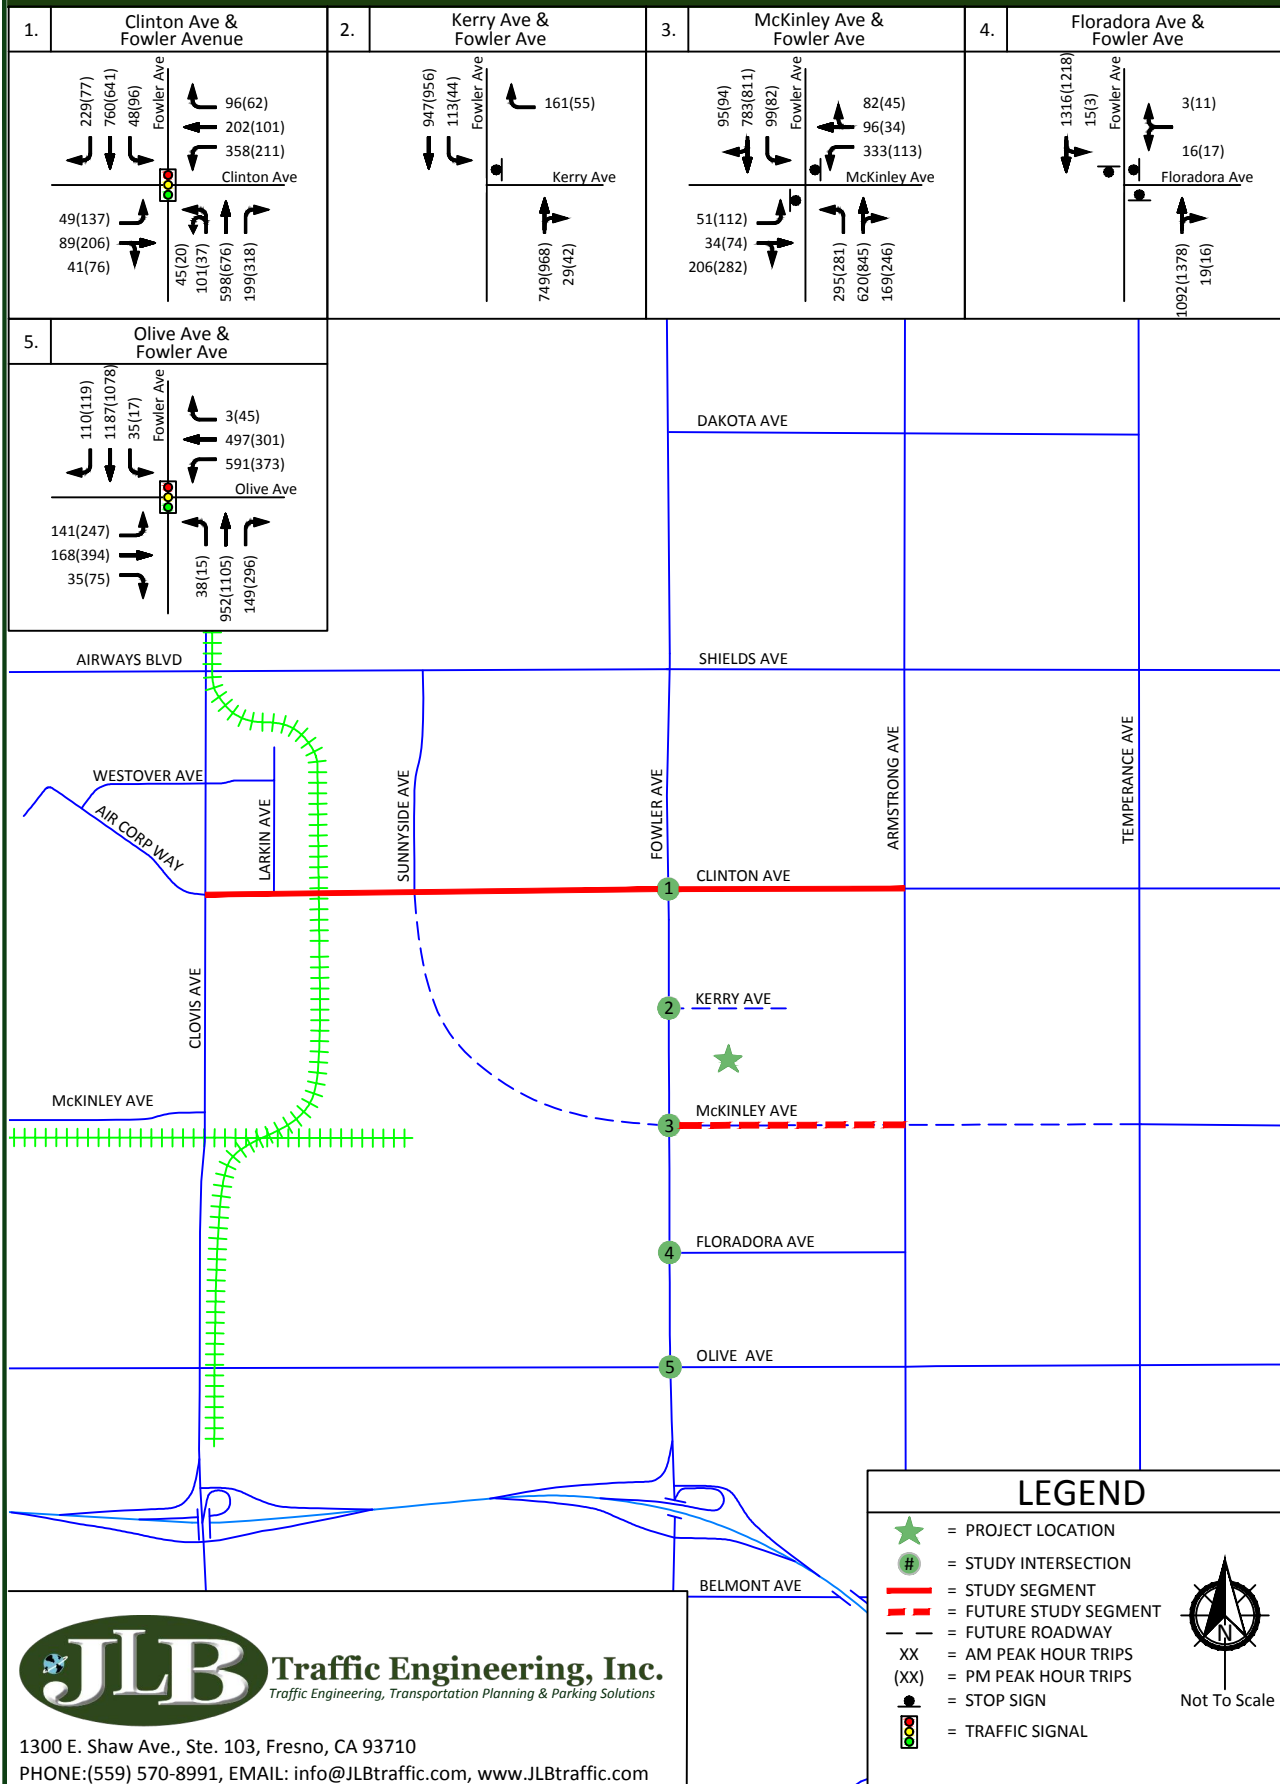 1.
Clinton Ave &
Fowler Avenue
229(77)
760(641)
48(96)
Fowler Ave
96(62)
202(101)
358(211)
Clinton Ave
49(137)
89(206)
41(76)
45(20)
101(37)
598(676)
199(318)
2.
Kerry Ave &
Fowler Ave
947(956)
113(44)
Fowler Ave
161(55)
Kerry Ave
749(968)
29(42)
3.
McKinley Ave &
Fowler Ave
95(94)
783(811)
99(82)
Fowler Ave
82(45)
96(34)
333(113)
McKinley Ave
51(112)
34(74)
206(282)
295(281)
620(845)
169(246)
4.
Floradora Ave &
Fowler Ave
1316(1218)
15(3)
Fowler Ave
3(11)
16(17)
Floradora Ave
1092(1378)
19(16)
5.
Olive Ave &
Fowler Ave
110(119)
1187(1078)
35(17)
Fowler Ave
3(45)
497(301)
591(373)
Olive Ave
141(247)
168(394)
35(75)
38(15)
952(1105)
149(296)
DAKOTA AVE
AIRWAYS BLVD
SHIELDS AVE
WESTOVER AVE
AIR CORP WAY
LARKIN AVE
SUNNYSIDE AVE
FOWLER AVE
ARMSTRONG AVE
TEMPERANCE AVE
1
CLINTON AVE
CLOVIS AVE
2
KERRY AVE
McKINLEY AVE
3
McKINLEY AVE
4
FLORADORA AVE
5
OLIVE AVE
BELMONT AVE
LEGEND
= PROJECT LOCATION
# = STUDY INTERSECTION
= STUDY SEGMENT
= FUTURE STUDY SEGMENT
= FUTURE ROADWAY
XX = AM PEAK HOUR TRIPS
(XX) = PM PEAK HOUR TRIPS
= STOP SIGN
= TRAFFIC SIGNAL
N
Not To Scale
JLB Traffic Engineering, Inc.
Traffic Engineering, Transportation Planning & Parking Solutions
1300 E. Shaw Ave., Ste. 103, Fresno, CA 93710
PHONE:(559) 570-8991, EMAIL: info@JLBtraffic.com, www.JLBtraffic.com